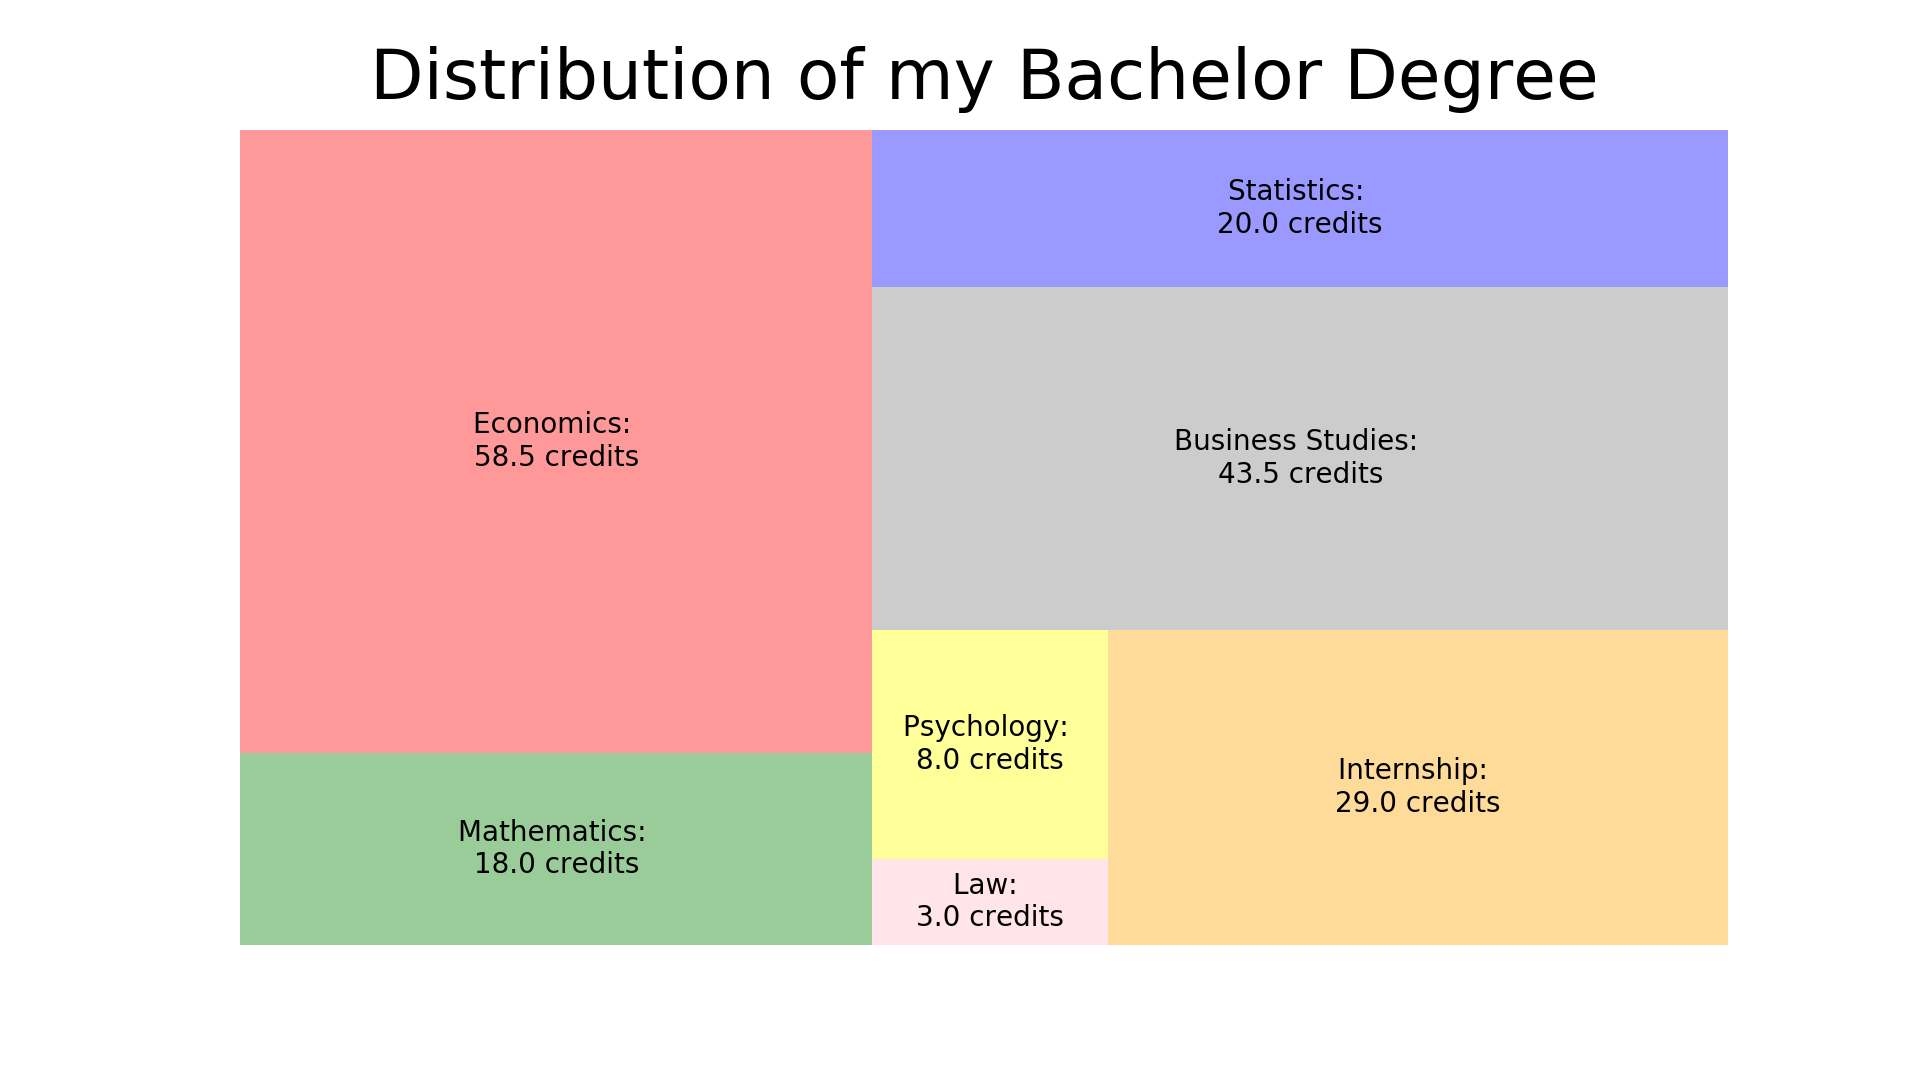 Distribution of my Bachelor Degree
Economics:
58.5 credits
Mathematics:
18.0 credits
Statistics:
20.0 credits
Business Studies:
43.5 credits
Psychology:
8.0 credits
Law:
3.0 credits
Internship:
29.0 credits